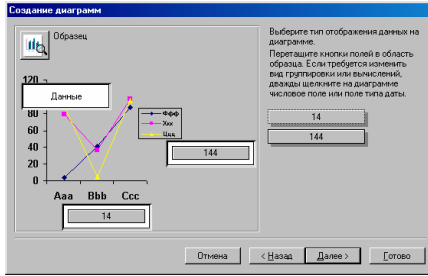 Создание диаграмм
Образец
120
Данные
80
60
40
20
0
Aaa Bbb Ccc
Ффф
Xxx
Ццц
144
14
Выберите тип отображения данных на
диаграмме.
Перетащите кнопки полей в область
образца. Если требуется изменить
вид группировки или вычислений,
дважды щелкните на диаграмме
числовое поле или поле типа даты.
14
144
Отмена
< Назад
Далее >
Готово